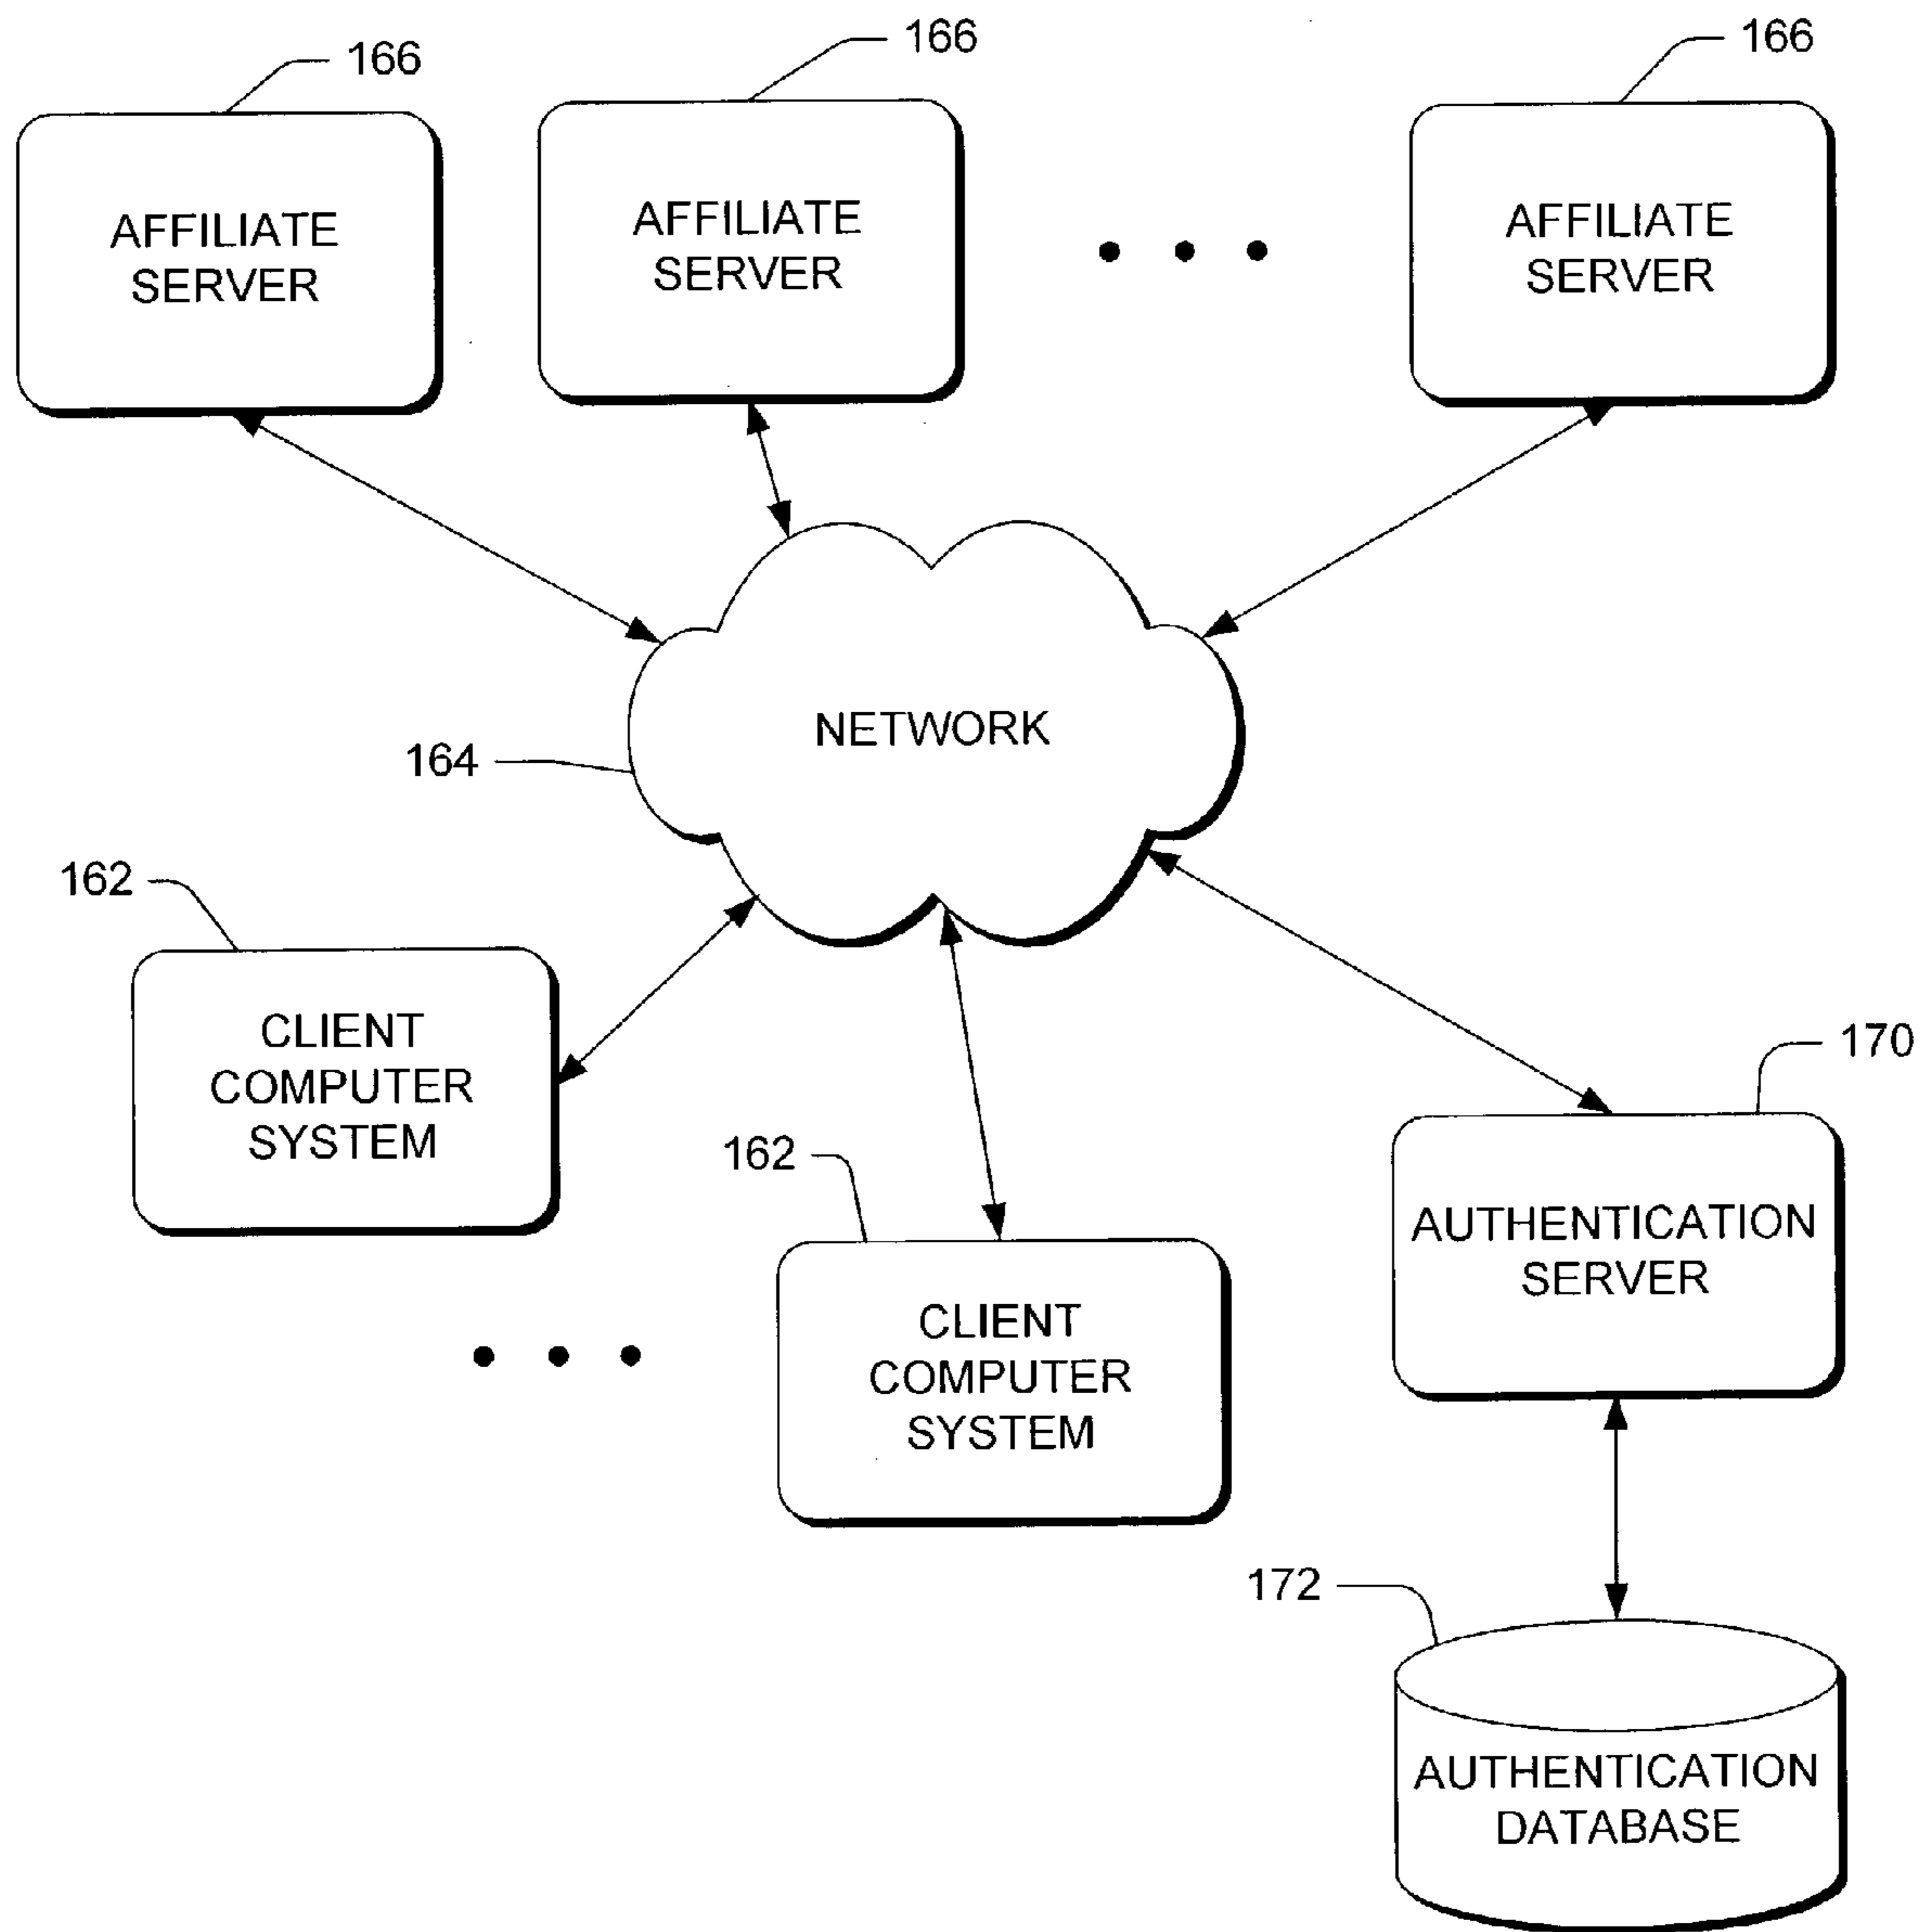 166
166
166
AFFILIATE
SERVER
AFFILIATE
SERVER
AFFILIATE
SERVER
NETWORK
164
162
CLIENT
COMPUTER
SYSTEM
170
162
AUTHENTICATION
SERVER
CLIENT
COMPUTER
SYSTEM
172
AUTHENTICATION
DATABASE